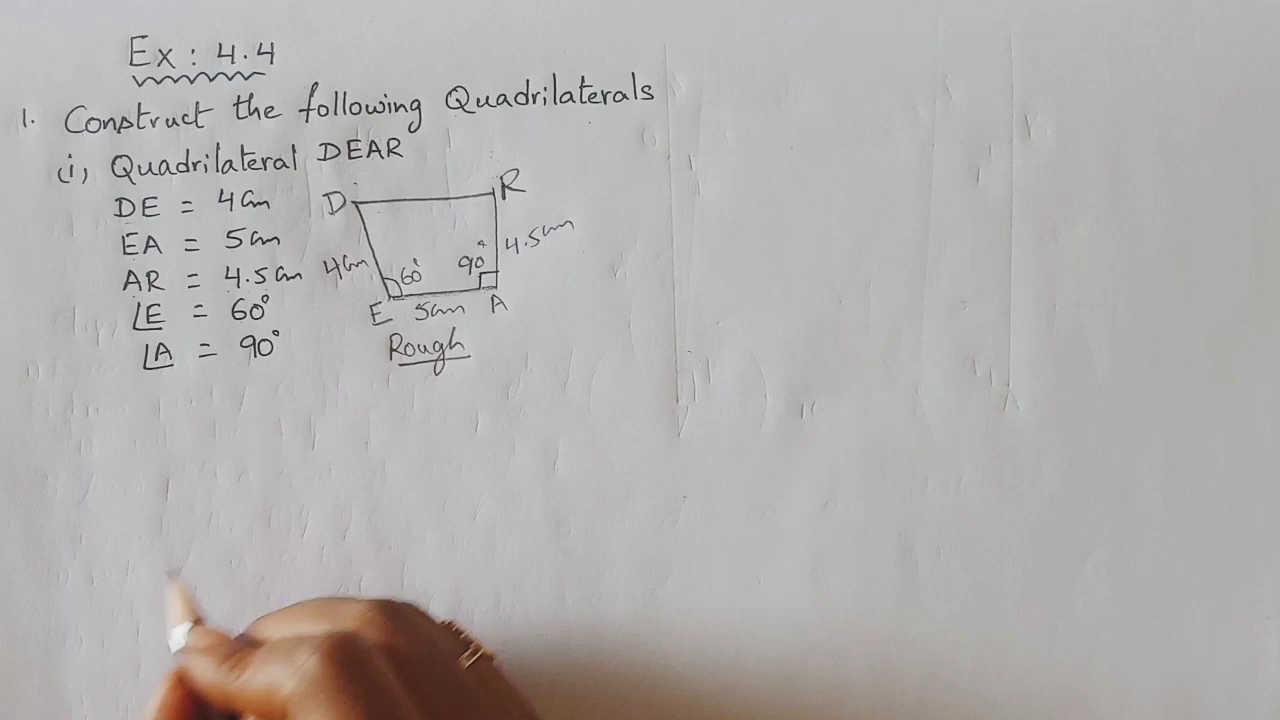 Ex : 4.4
1. Construct the following Quadrilaterals
(i), Quadrilateral DEAR
DE = 4cm
EA = 5cm
AR = 4.5cm
∠E = 60°
∠A = 90°
D R
4cm 60° 90° 4.5cm
E 5cm A
Rough